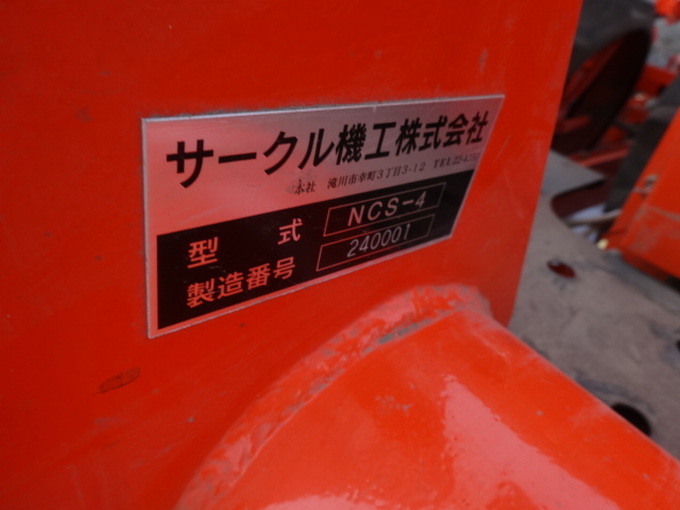 サークル機工株式会社
本社 滝川市幸町3丁目3-12 TEL
型式 NCS-4
製造番号 240001